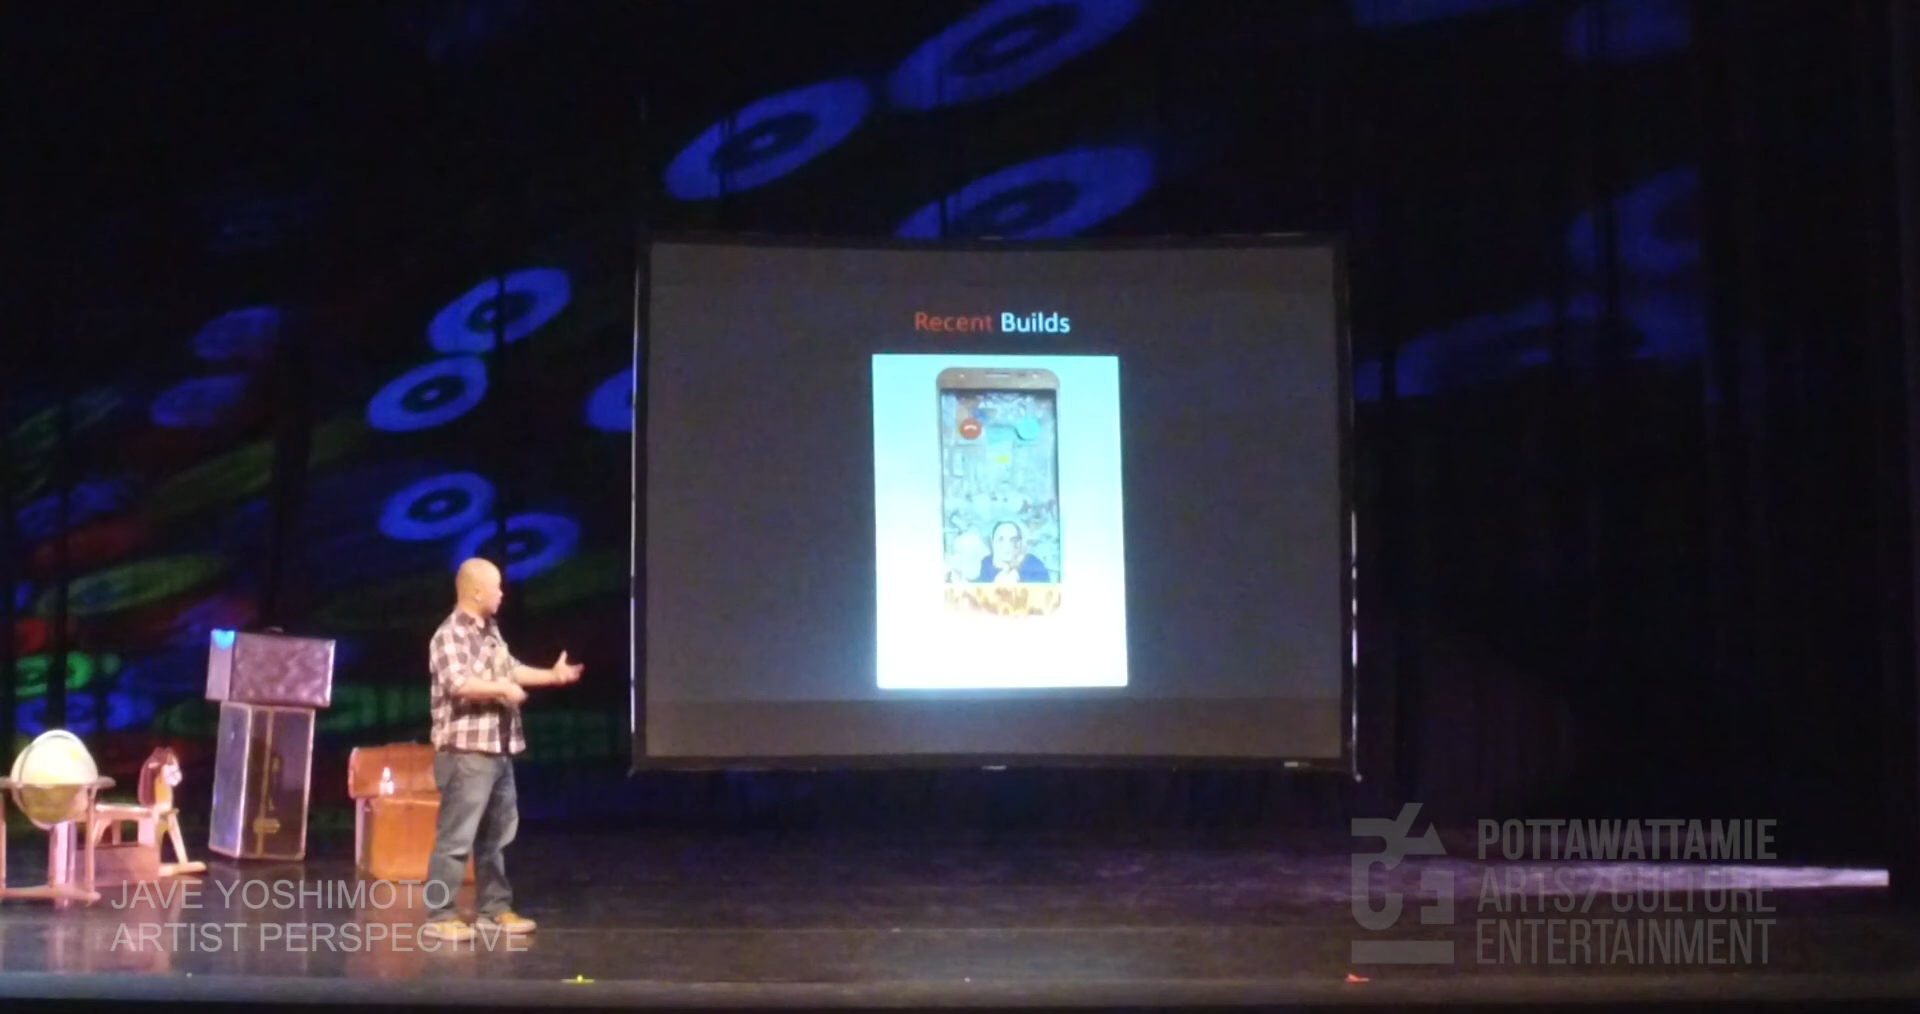 Recent Builds
JAVE YOSHIMOTO
ARTIST PERSPECTIVE
POTTAWATTAMIE
ARTS/CULTURE
ENTERTAINMENT